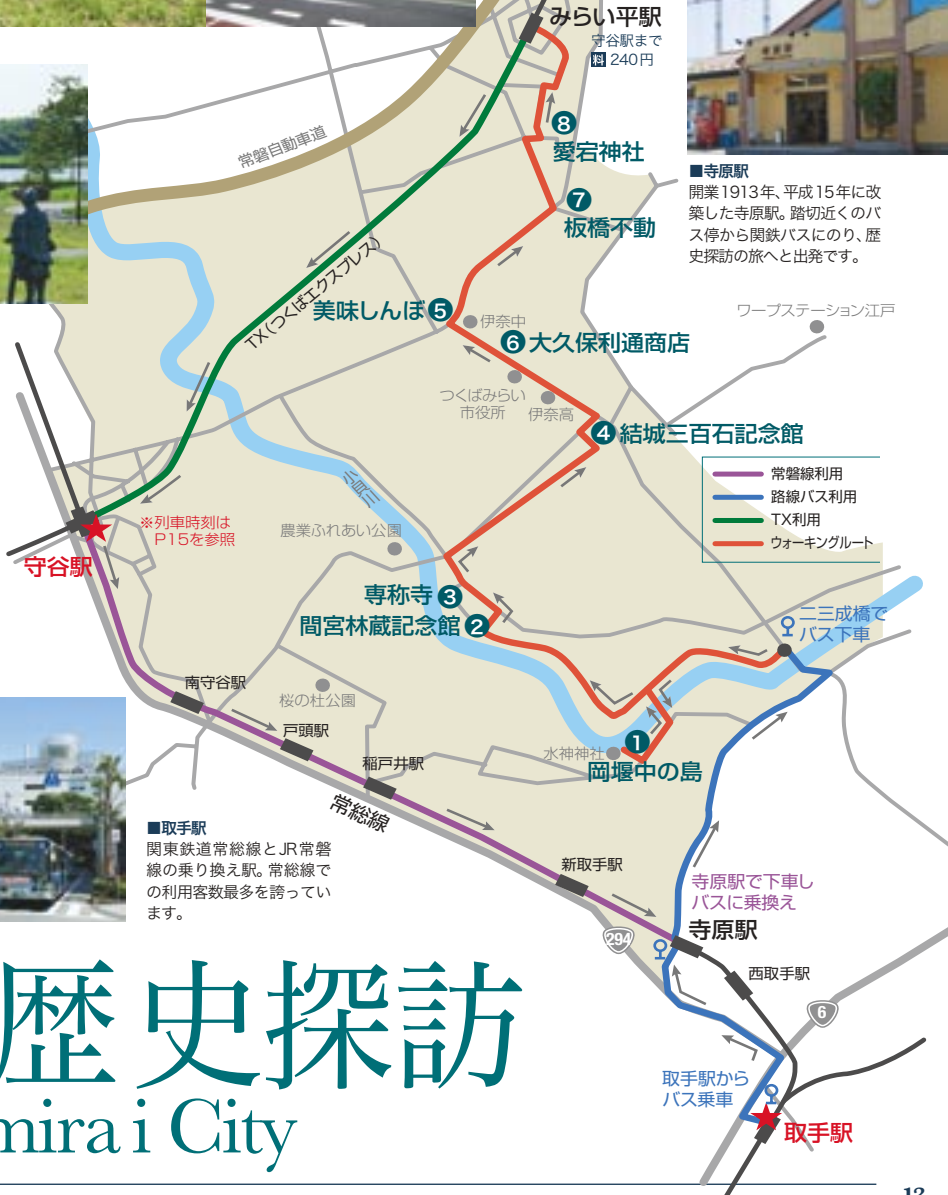 みらい平駅
守谷駅まで
料 240円
常磐自動車道
❽
愛宕神社
❼
板橋不動
■寺原駅
開業1913年、平成15年に改
築した寺原駅。踏切近くのバ
ス停から関鉄バスにのり、歴
史探訪の旅へと出発です。
TX(つくばエクスプレス)
美味しんぼ❺
伊奈中
❻大久保利通商店
ワープステーション江戸
つくばみらい
市役所
伊奈高
❹結城三百石記念館
常磐線利用
路線バス利用
TX利用
ウォーキングルート
小貝川
農業ふれあい公園
※列車時刻は
P15を参照
守谷駅
専称寺❸
間宮林蔵記念館❷
二三成橋で
バス下車
南守谷駅
桜の杜公園
戸頭駅
稲戸井駅
常総線
水神神社
❶
岡堰中の島
■取手駅
関東鉄道常総線とJR常磐
線の乗り換え駅。常総線で
の利用客数最多を誇ってい
ます。
新取手駅
寺原駅で下車し
バスに乗換え
寺原駅
294
西取手駅
6
取手駅から
バス乗車
取手駅
歴史探訪
mirai City